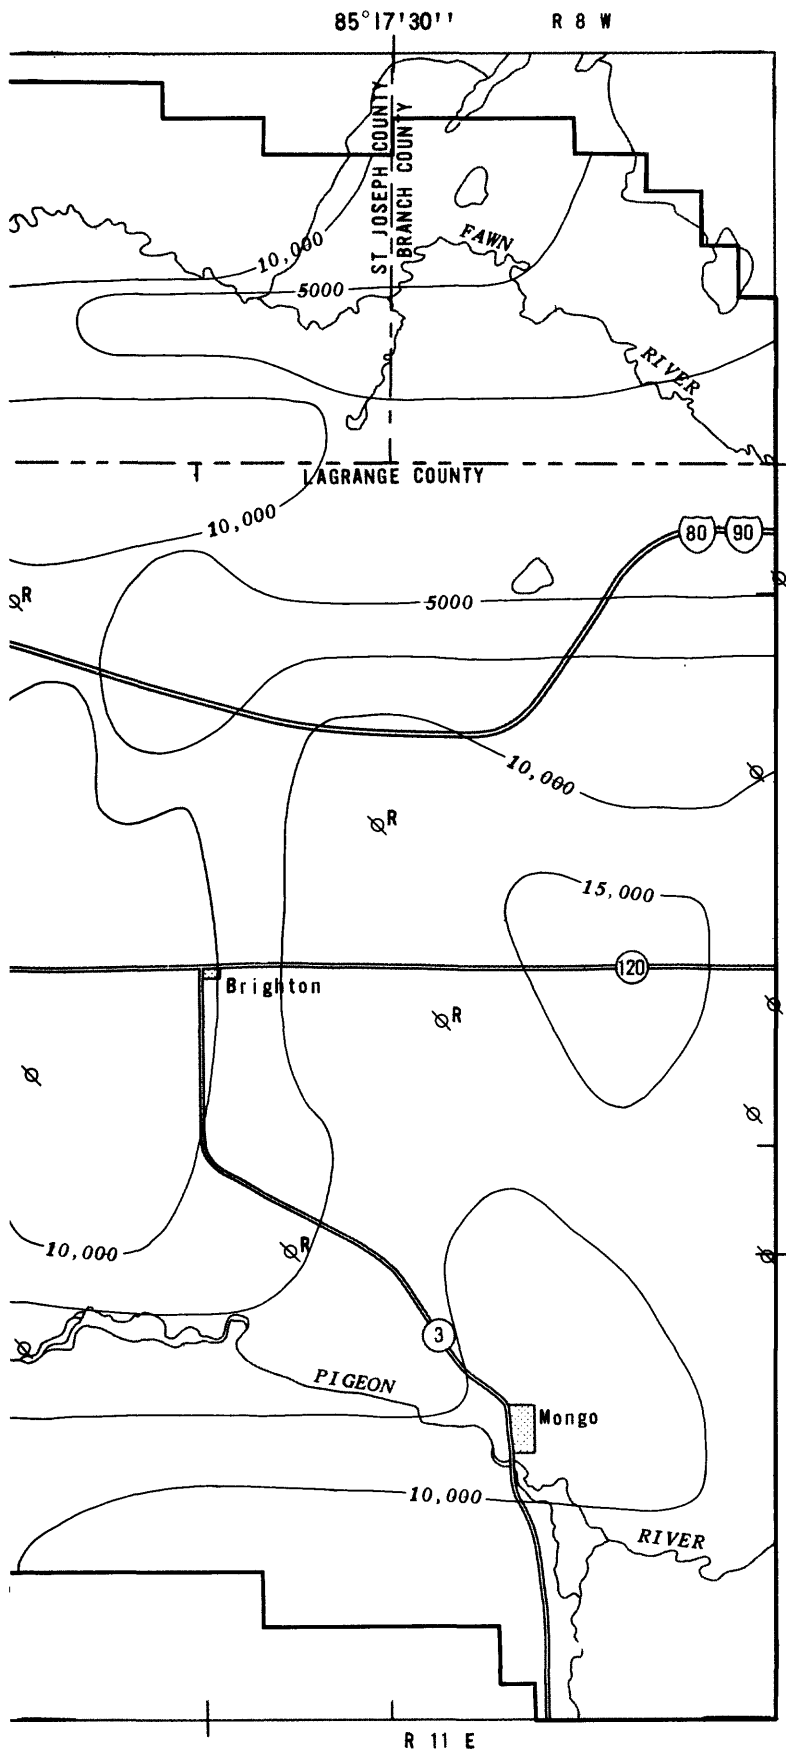 85°17'30''
R 8 W
ST JOSEPH COUNTY
BRANCH COUNTY
FAWN
10,000
5000
RIVER
LAGRANGE COUNTY
10,000
80
90
5000
R
10,000
R
15,000
120
Brighton
R
10,000
R
3
PIGEON
Mongo
10,000
RIVER
R 11 E